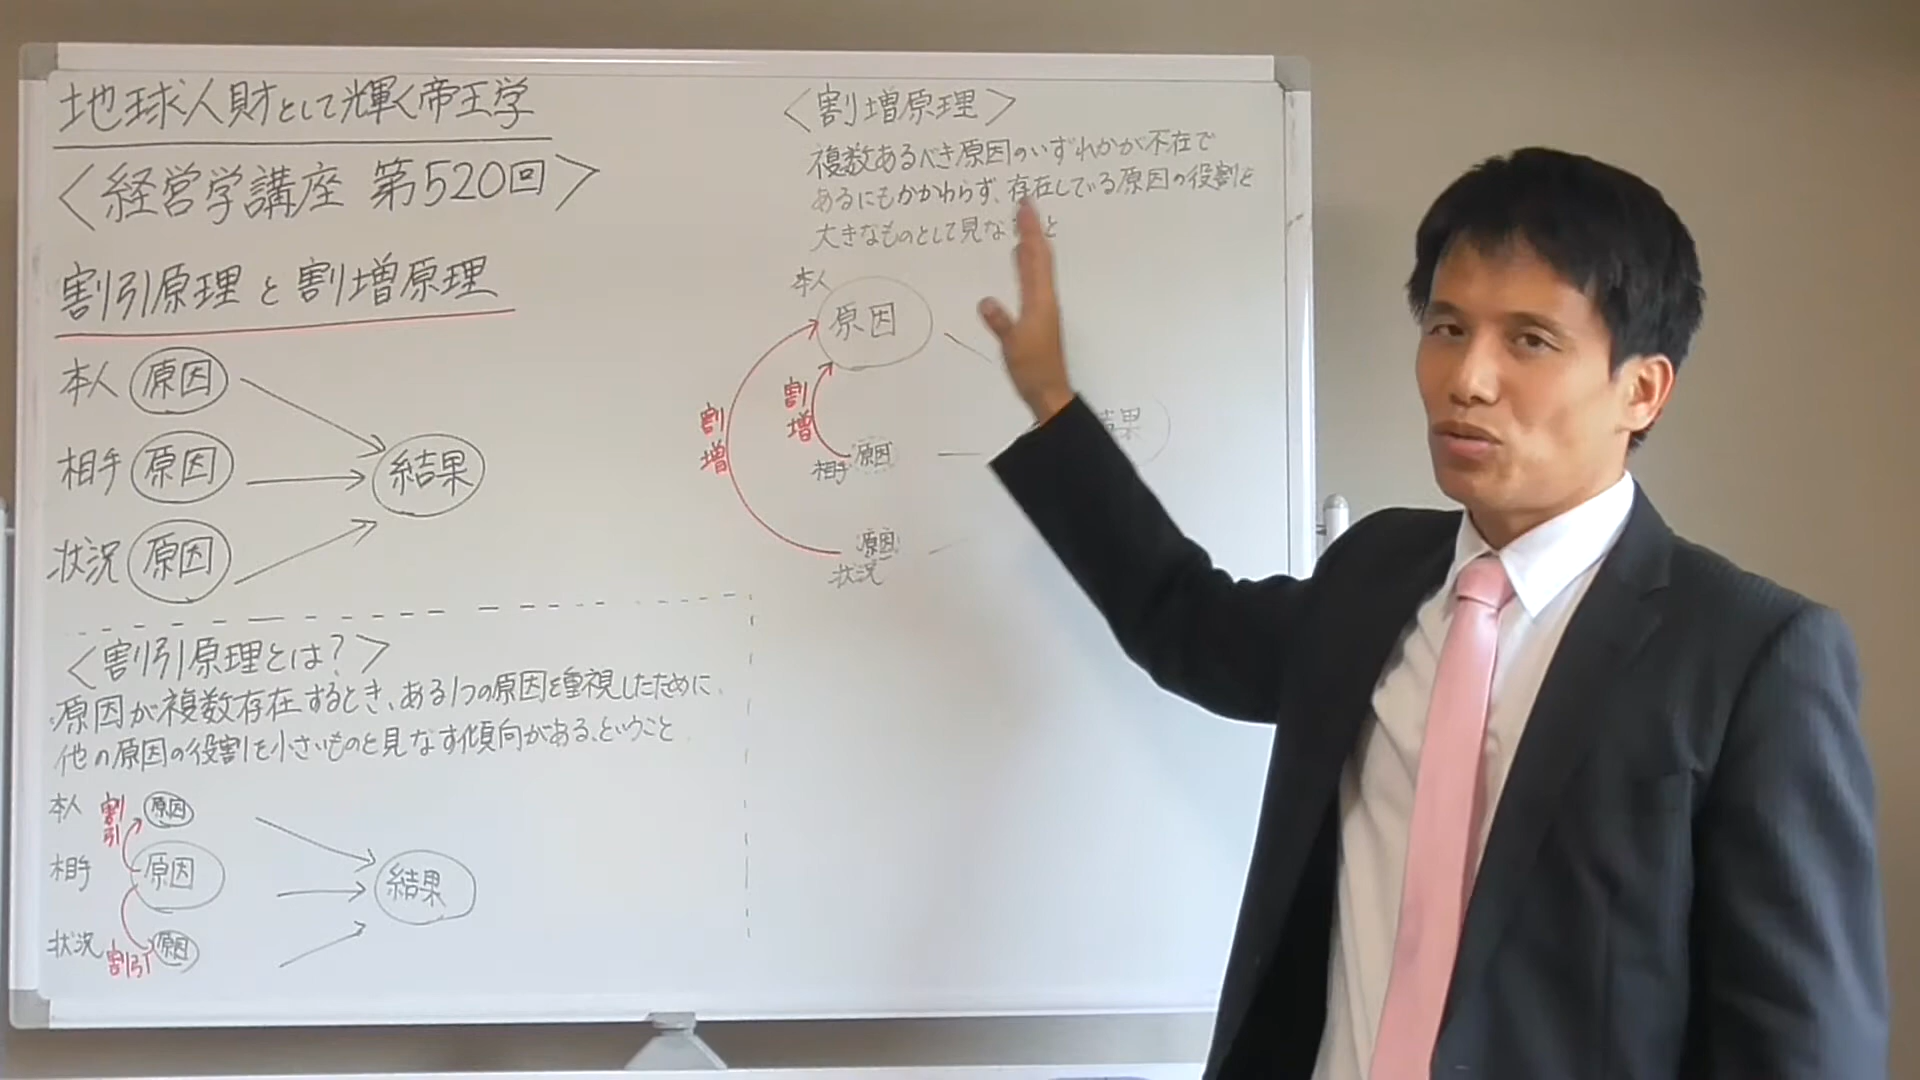 地球人財として輝く帝王学
〈経営学講座 第520回〉
割引原理と割増原理
本人 原因
相手 原因
状況 原因
結果
〈割引原理とは?〉
原因が複数存在するとき、ある1つの原因を重視したために、
他の原因の役割を小さいものと見なす傾向がある、ということ
本人 割引 原因
相手 原因
状況 割引 原因
結果
〈割増原理〉
複数あるべき原因のいずれかが不在で
あるにもかかわらず、存在している原因の役割を
大きなものとして見な と
本人
原因
割増
割増
相手 原因
原因
状況
結果